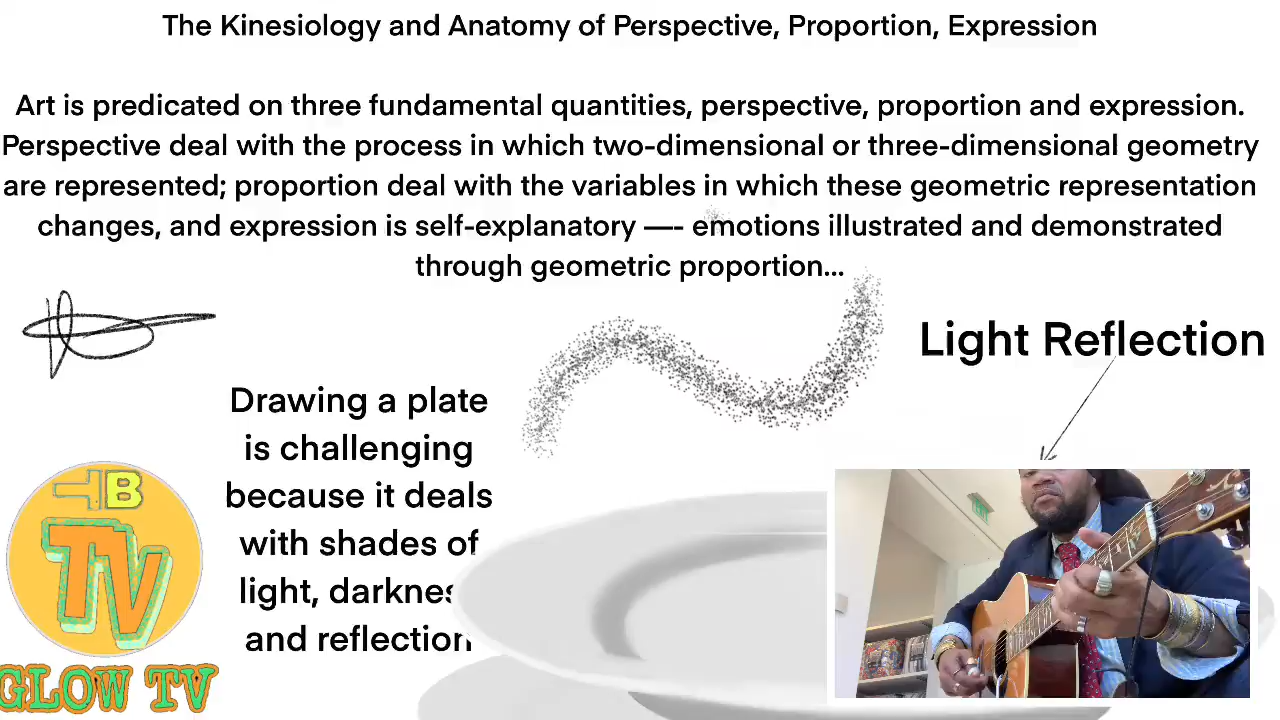 The Kinesiology and Anatomy of Perspective, Proportion, Expression
Art is predicated on three fundamental quantities, perspective, proportion and expression.
Perspective deal with the process in which two-dimensional or three-dimensional geometry
are represented; proportion deal with the variables in which these geometric representation
changes, and expression is self-explanatory —- emotions illustrated and demonstrated
through geometric proportion...
Light Reflection
Drawing a plate
is challenging
because it deals
with shades of
light, darknes
and reflection
HB
TV
GLOW TV